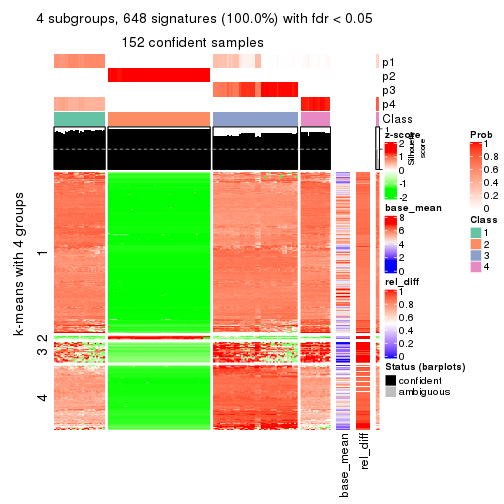 4 subgroups, 648 signatures (100.0%) with fdr < 0.05
152 confident samples
p1
p2
p3
p4
Class
1
Silhouette
score
k-means with 4 groups
1
2
3
4
base_mean
rel_diff
z-score
2
1
0
-1
-2
base_mean
8
6
4
2
0
rel_diff
1
0.8
0.6
0.4
0.2
0
Status (barplots)
confident
ambiguous
Prob
1
0.8
0.6
0.4
0.2
0
Class
1
2
3
4